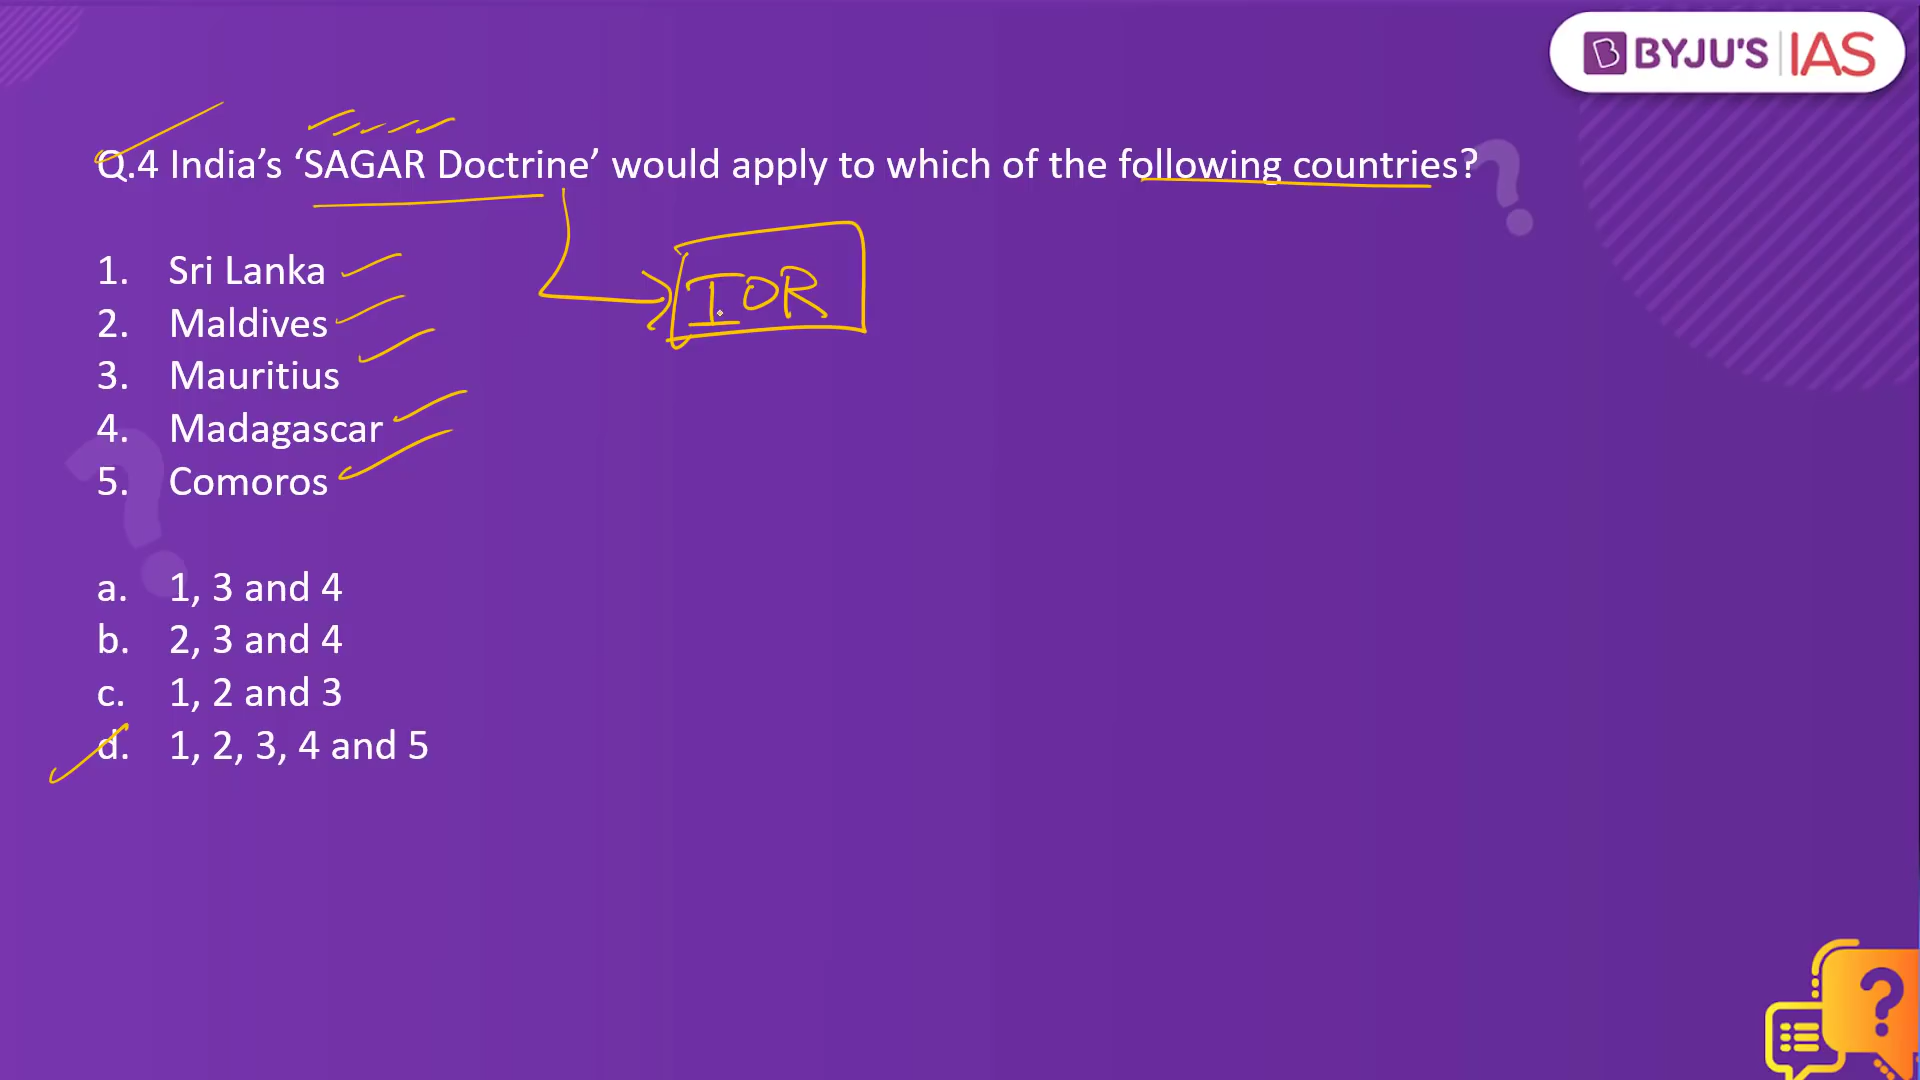 BYJU'S IAS
Q.4 India’s ‘SAGAR Doctrine’ would apply to which of the following countries?
1. Sri Lanka
IOR
2. Maldives
3. Mauritius
4. Madagascar
5. Comoros
a. 1, 3 and 4
b. 2, 3 and 4
c. 1, 2 and 3
d. 1, 2, 3, 4 and 5